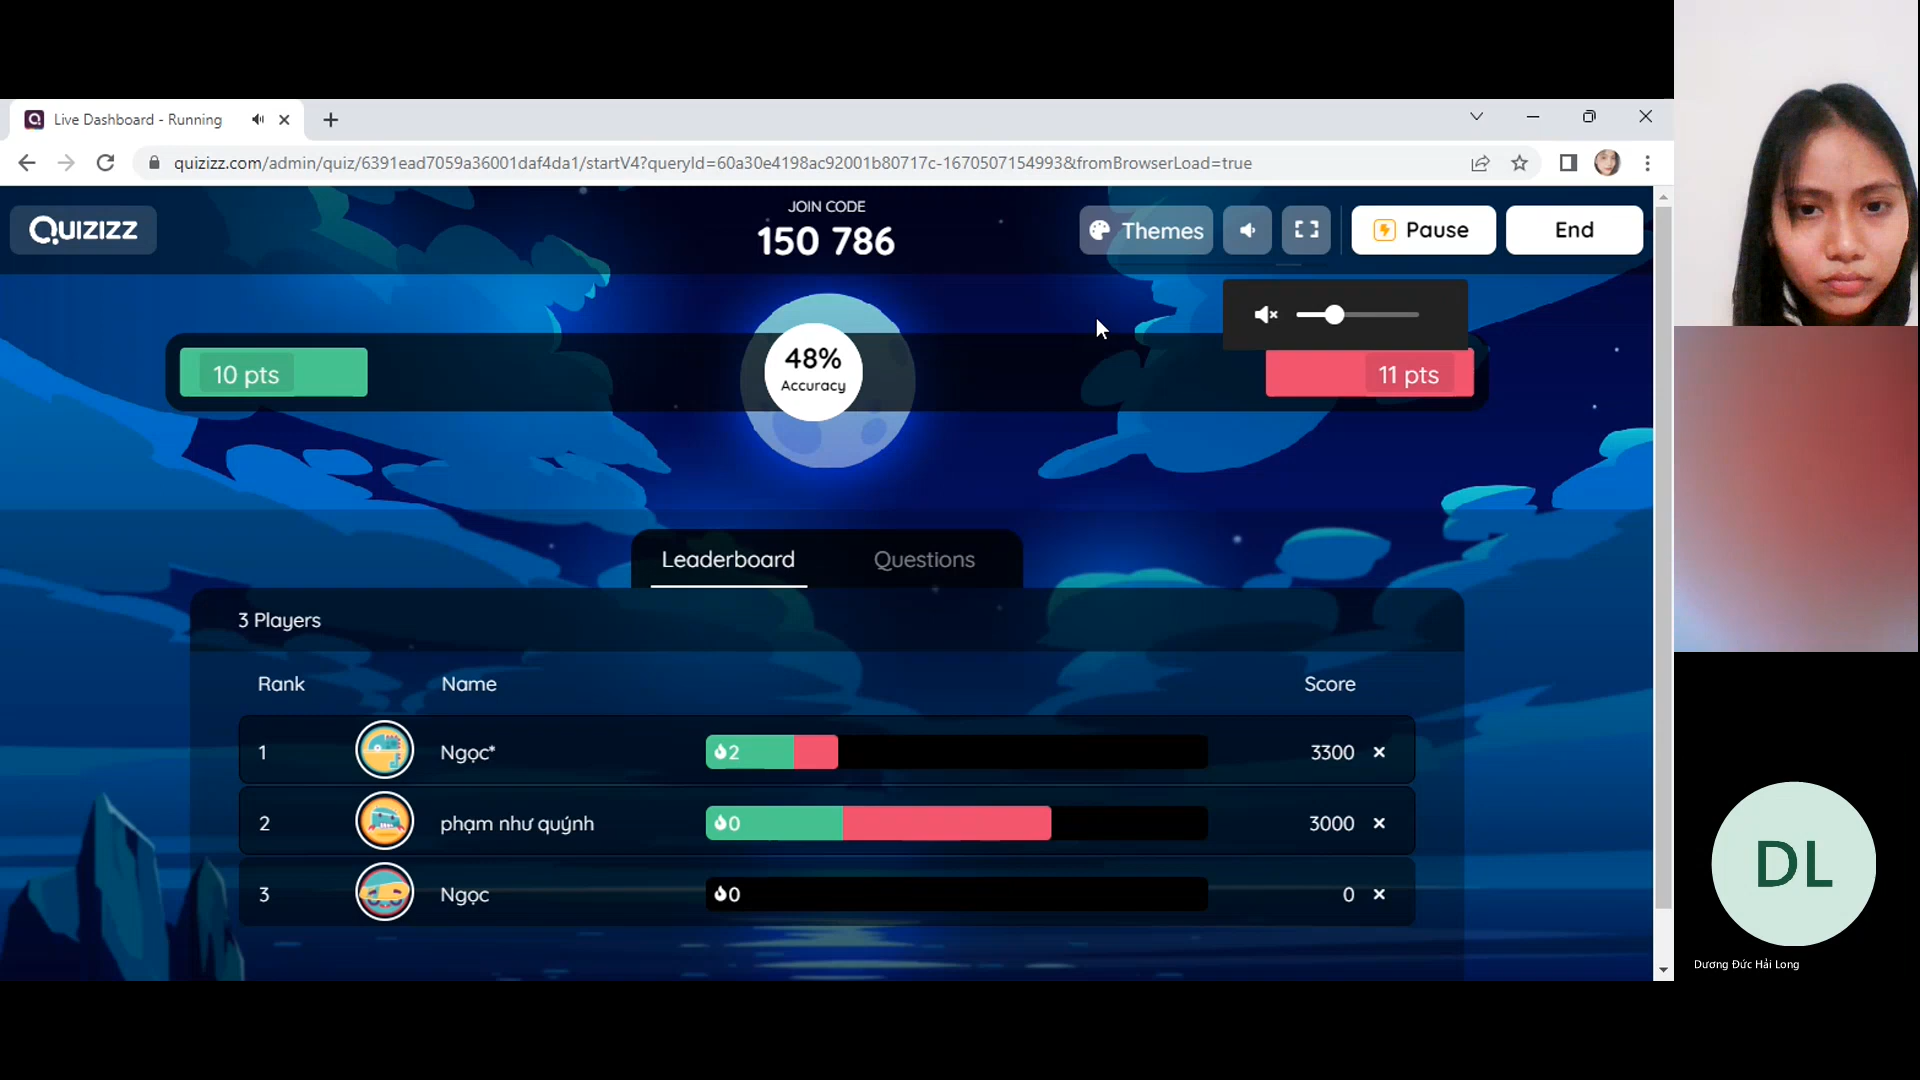 Live Dashboard - Running
quizizz.com/admin/quiz/6391ead7059a36001daf4da1/startV4?queryId=60a30e4198ac92001b80717c-1670507154993&fromBrowserLoad=true
QUIZIZZ
JOIN CODE
150 786
Themes
Pause
End
10 pts
48%
Accuracy
11 pts
Leaderboard
Questions
3 Players
Rank
Name
Score
1
Ngọc*
2
3300
2
phạm như quýnh
0
3000
3
Ngọc
0
0
DL
Dương Đức Hải Long